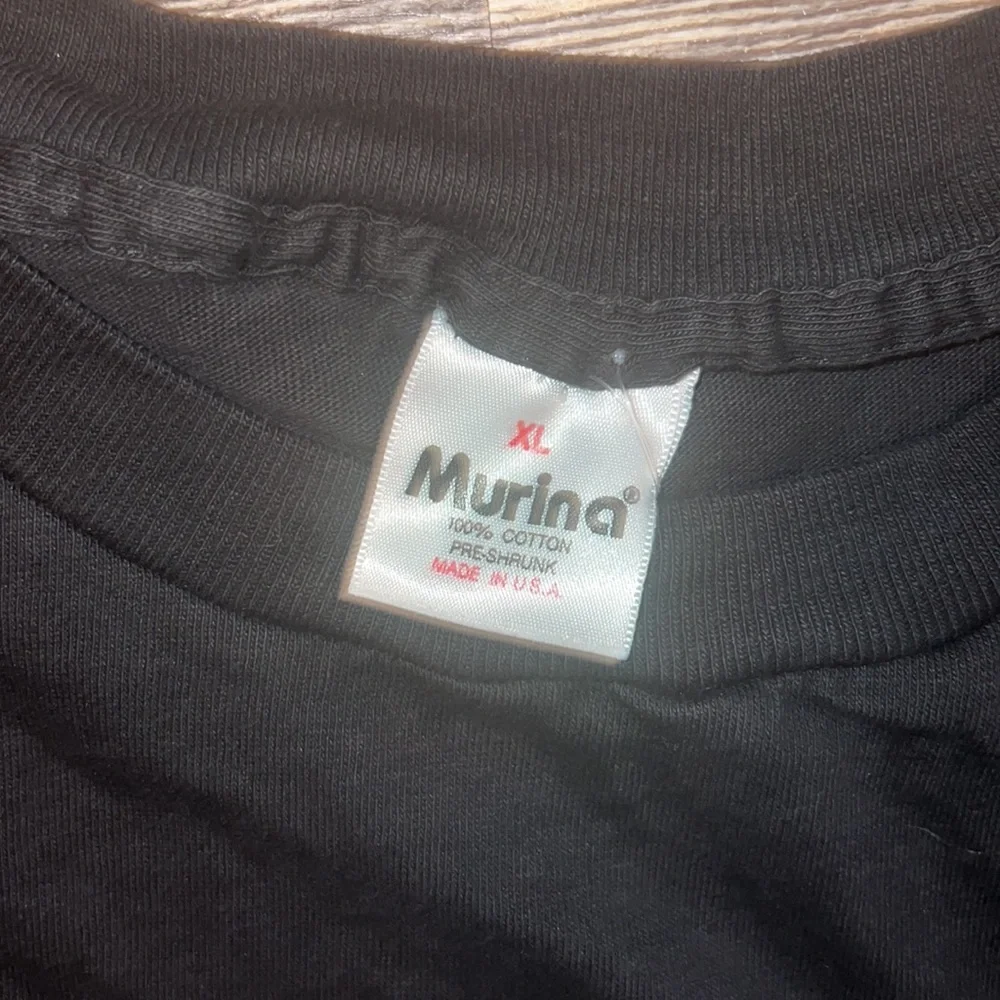 XL
Murina®
100% COTTON
PRE-SHRUNK
MADE IN U.S.A.